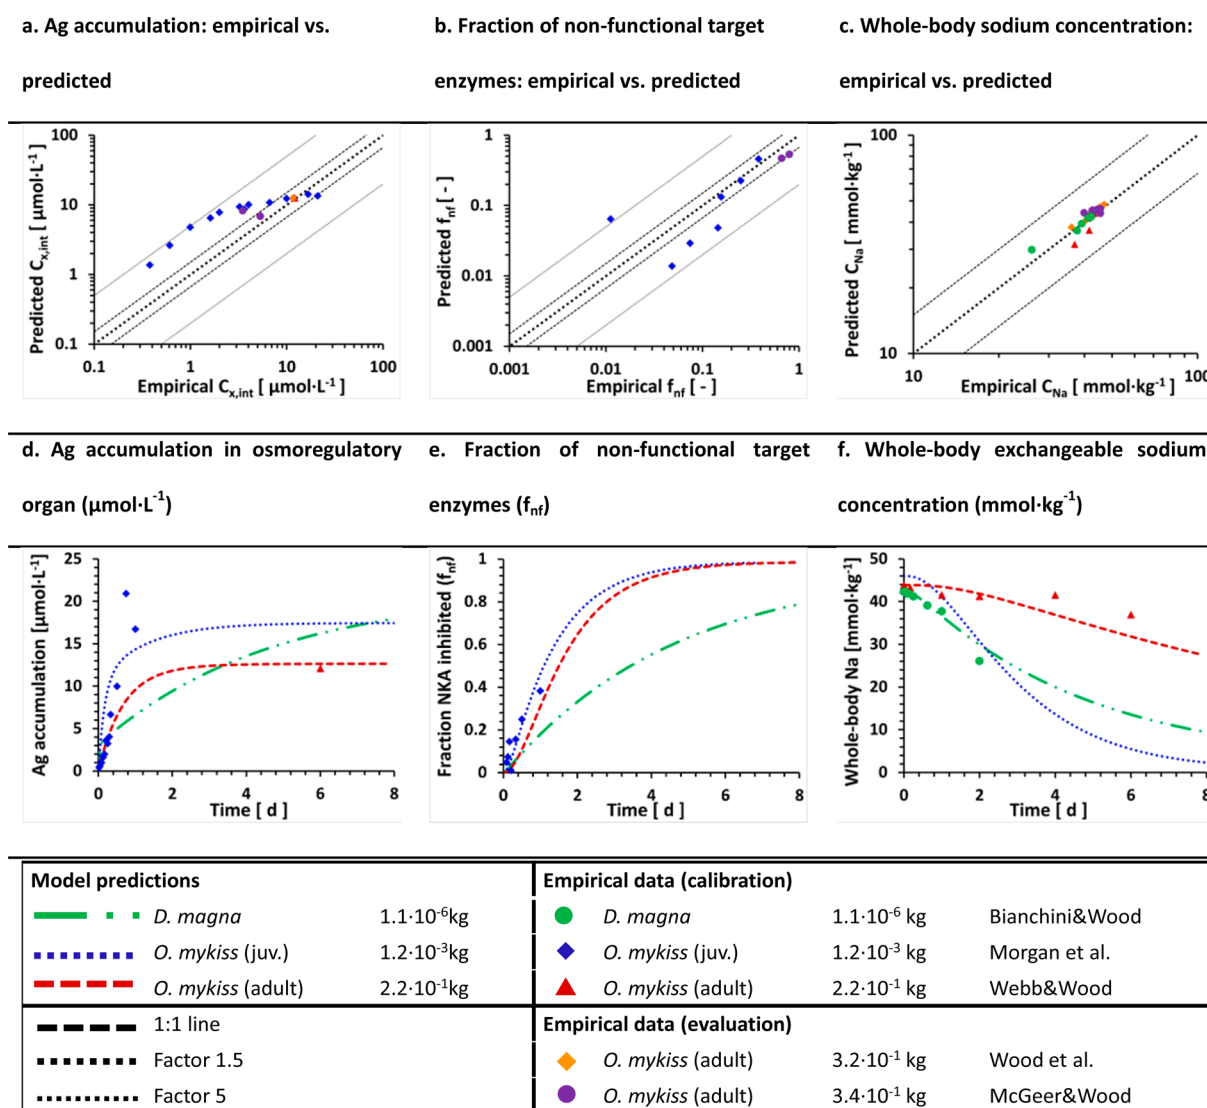 a. Ag accumulation: empirical vs.
predicted
b. Fraction of non-functional target
enzymes: empirical vs. predicted
c. Whole-body sodium concentration:
empirical vs. predicted
100
10
1
0.1
Predicted Cx,int [ µmol·L-1 ]
0.1
1
10
100
Empirical Cx,int [ µmol·L-1 ]
1
0.1
0.01
0.001
Predicted fnf [ - ]
0.001
0.01
0.1
1
Empirical fnf [ - ]
100
10
Predicted CNa [ mmol·kg-1 ]
10
100
Empirical CNa [ mmol·kg-1 ]
d. Ag accumulation in osmoregulatory
organ (µmol·L-1)
e. Fraction of non-functional target
enzymes (fnf)
f. Whole-body exchangeable sodium
concentration (mmol·kg-1)
25
20
15
10
5
0
Ag accumulation [µmol·L-1]
0
2
4
6
8
Time [ d ]
1
0.8
0.6
0.4
0.2
0
Fraction NKA inhibited (fnf)
0
2
4
6
8
Time [ d ]
50
40
30
20
10
0
Whole-body Na [mmol·kg-1]
0
2
4
6
8
Time [ d ]
Model predictions
D. magna 1.1·10-6kg
O. mykiss (juv.) 1.2·10-3kg
O. mykiss (adult) 2.2·10-1kg
1:1 line
Factor 1.5
Factor 5
Empirical data (calibration)
D. magna 1.1·10-6 kg Bianchini&Wood
O. mykiss (juv.) 1.2·10-3 kg Morgan et al.
O. mykiss (adult) 2.2·10-1 kg Webb&Wood
Empirical data (evaluation)
O. mykiss (adult) 3.2·10-1 kg Wood et al.
O. mykiss (adult) 3.4·10-1 kg McGeer&Wood